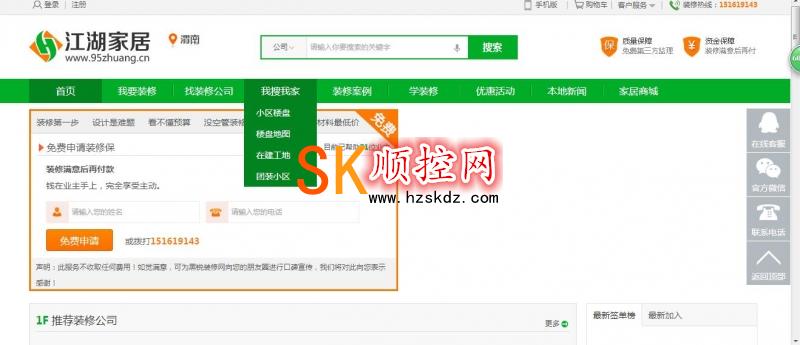 登录 注册 手机版 购物车 客户服务 装修热线：151619143
江湖家居 渭南
www.95zhuang.cn
公司 请输入你要搜索的关键字 搜索
质量保障 免费第三方监理
资金保障 装修满意后再付
首页 我要装修 找装修公司 我搜我家 装修案例 学装修 优惠活动 本地新闻 家居商城
小区楼盘
楼盘地图
在建工地
团装小区
装修第一步 设计是难题 看不懂预算 没空管装修 材料最低价
免费
免费申请装修保 目前已帮助
装修满意后再付款
钱在业主手上，完全享受主动。
请输入您的姓名 请输入您的电话
免费申请 或拨打151619143
声明：此服务不收取任何费用！如觉满意，可为黑锐装修网向您的朋友圈进行口碑宣传，我们将对此向您表示
感谢！
SK顺控网
www.hzskdz.com
在线客服
官方微信
联系电话
返回顶部
1F 推荐装修公司 更多
最新签单榜 最新加入